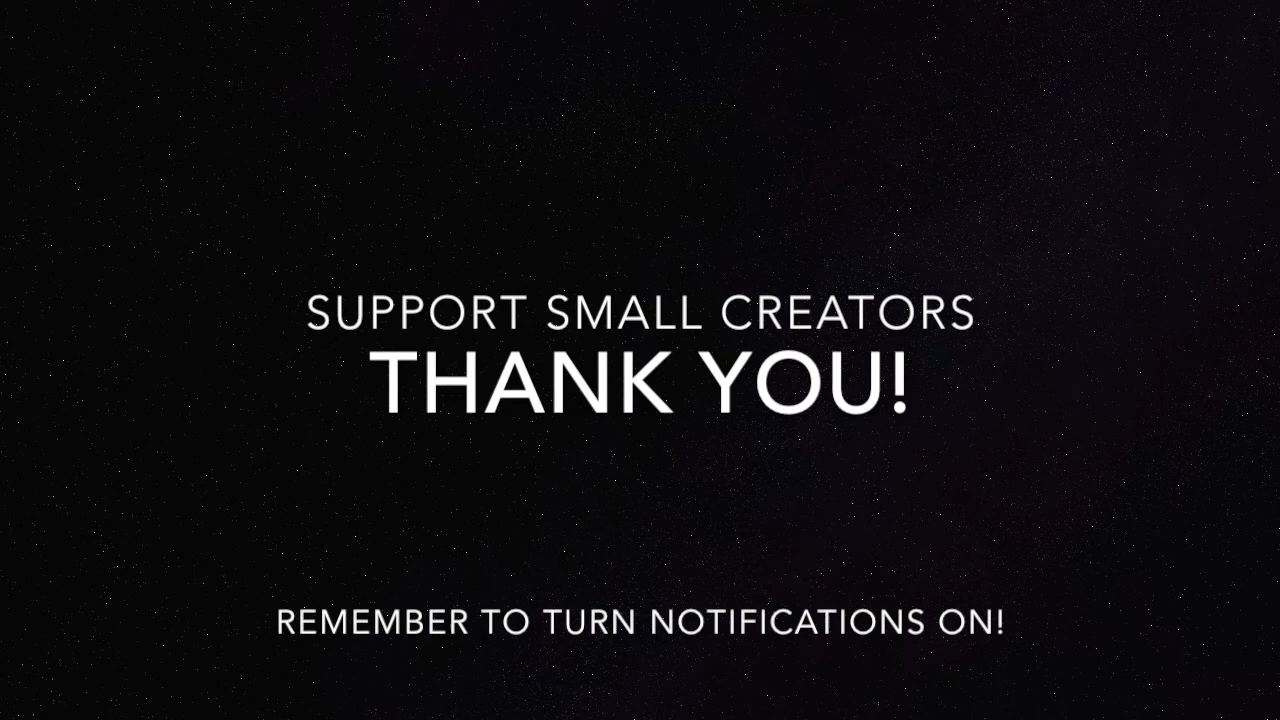 SUPPORT SMALL CREATORS
THANK YOU!
REMEMBER TO TURN NOTIFICATIONS ON!